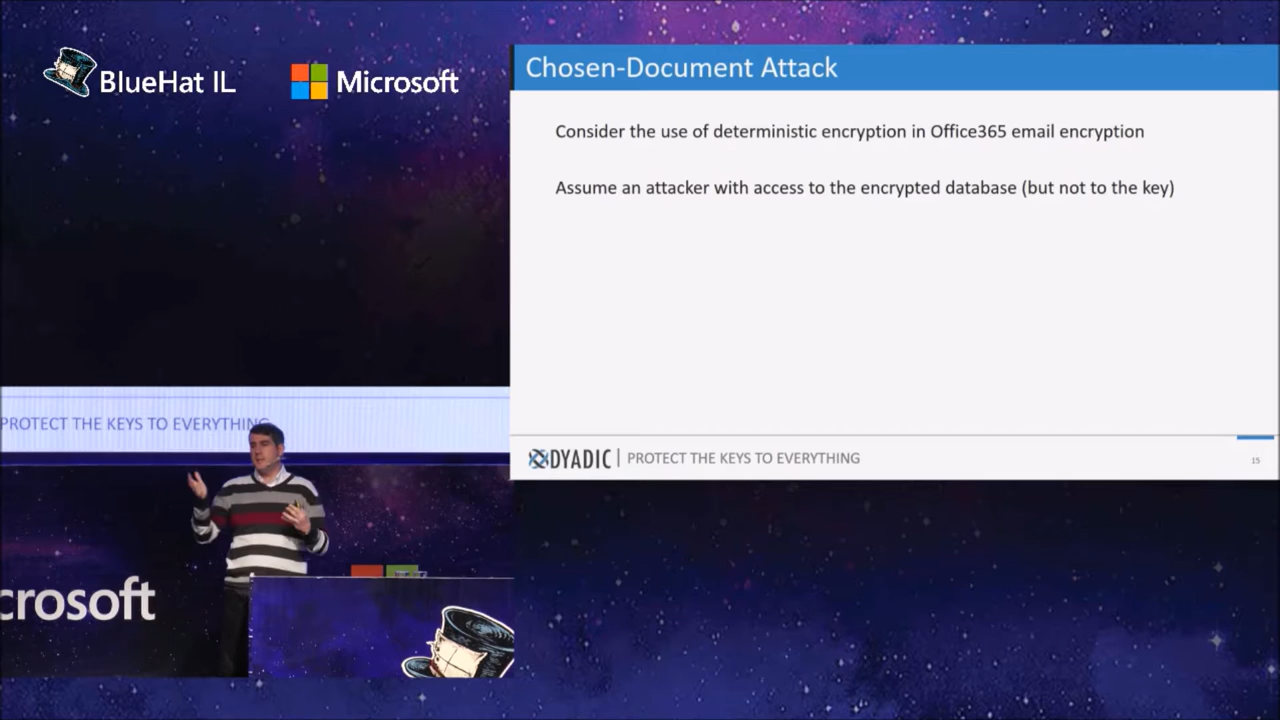 BlueHat IL
Microsoft
Chosen-Document Attack
Consider the use of deterministic encryption in Office365 email encryption
Assume an attacker with access to the encrypted database (but not to the key)
DYADIC | PROTECT THE KEYS TO EVERYTHING
15
PROTECT THE KEYS TO EVERYTHING
crosoft